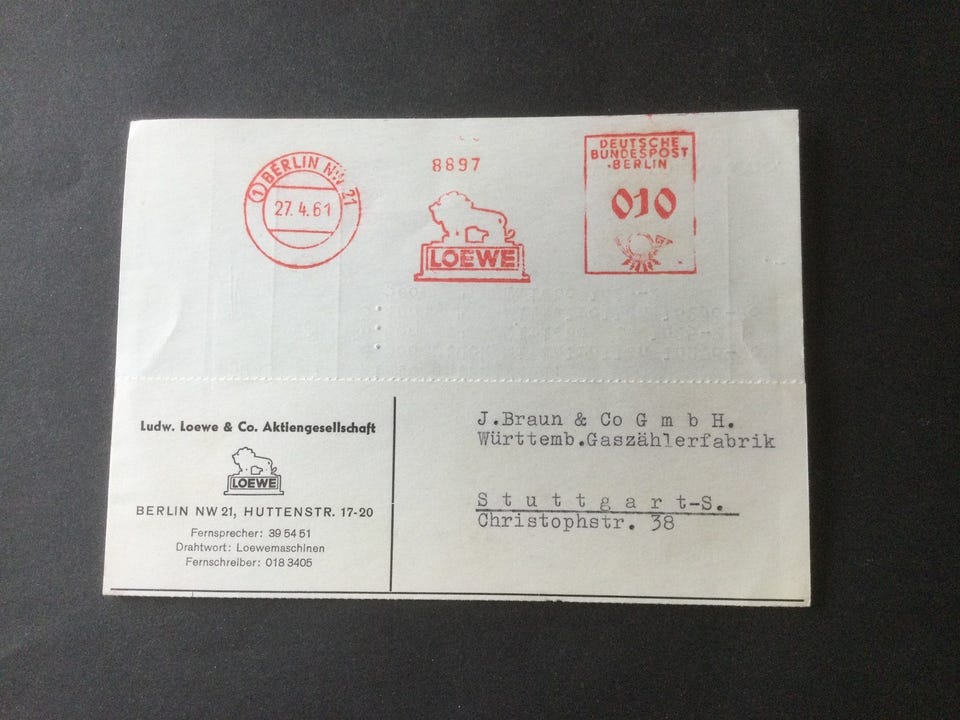 (1) BERLIN NW 21
27.4.61
8897
LOEWE
DEUTSCHE
BUNDESPOST
·BERLIN
010
Ludw. Loewe & Co. Aktiengesellschaft
LOEWE
BERLIN NW 21, HUTTENSTR. 17-20
Fernsprecher: 39 54 51
Drahtwort: Loewemaschinen
Fernschreiber: 018 3405
J.Braun & Co G m b H.
Württemb.Gaszählerfabrik
S t u t t g a r t-S.
Christophstr. 38